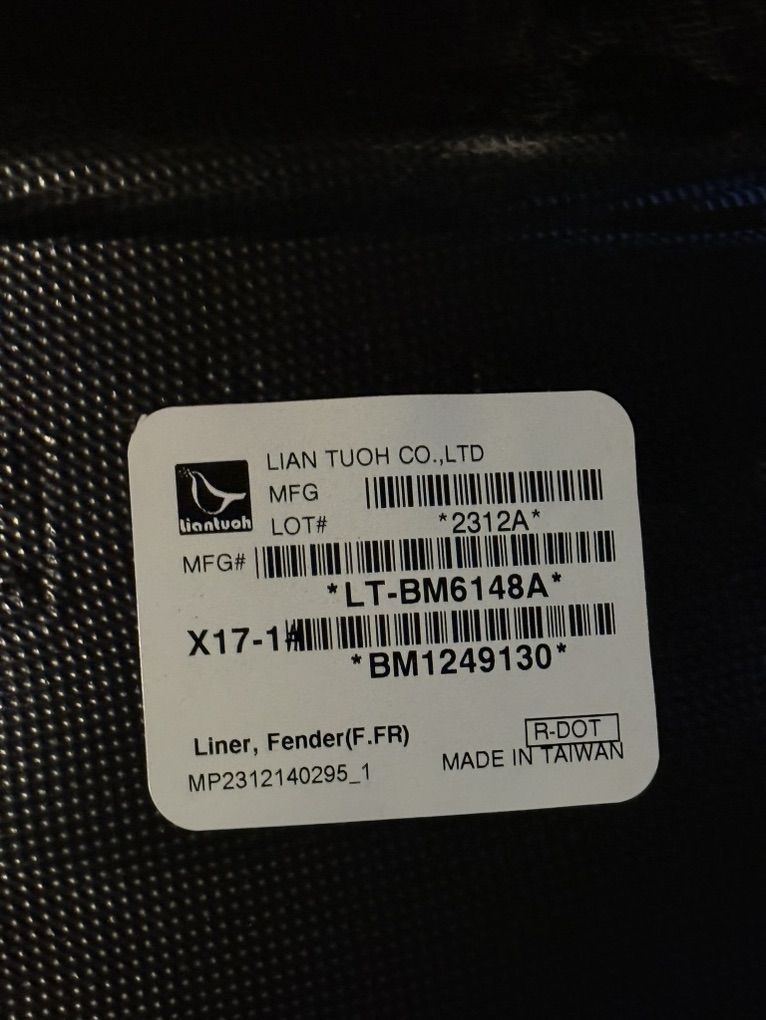 LIAN TUOH CO.,LTD
liantuoh
MFG
LOT# *2312A*
MFG#
*LT-BM6148A*
X17-1#
*BM1249130*
Liner, Fender(F.FR)
R-DOT
MP2312140295_1 MADE IN TAIWAN